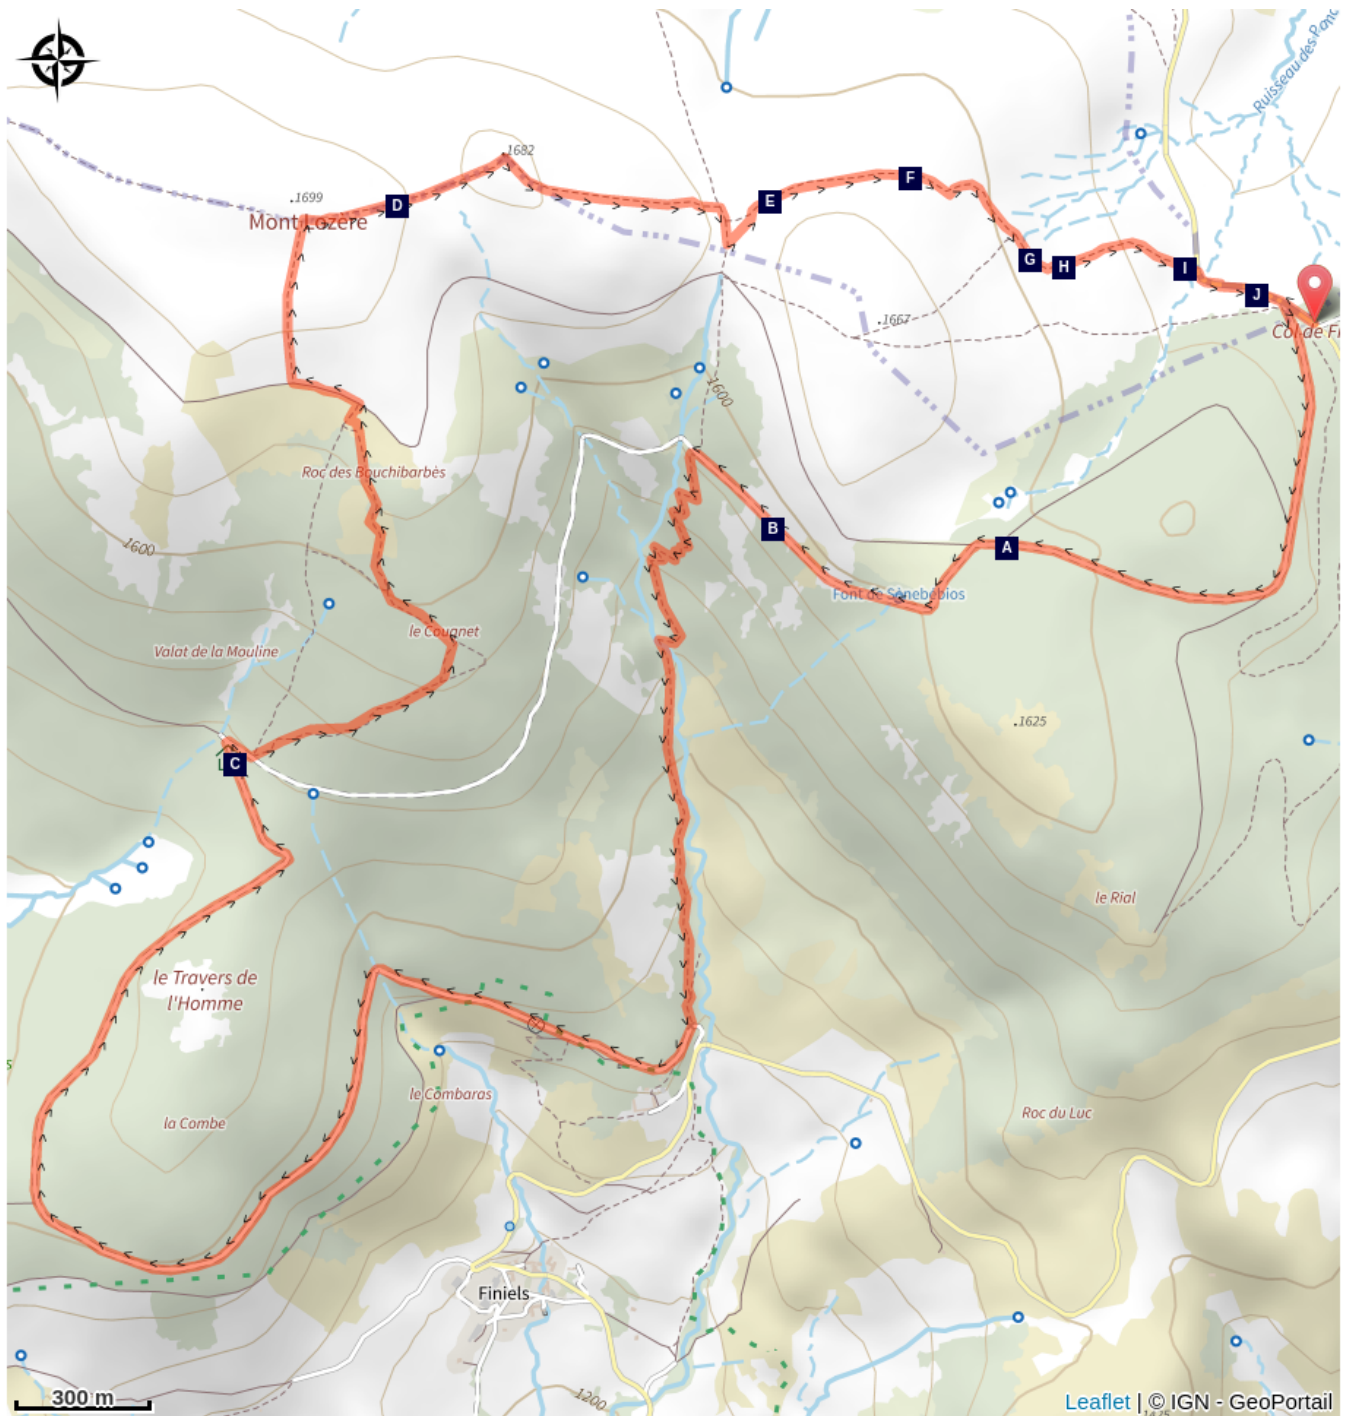 Ruisseau des
1682
.1699
D
Mont Lozère
E
F
G
H
I
J
.1667
Col de
1600
Roc des Bouchibarbès
B
A
1600
Font de Sènebébios
le Cougnet
Valat de la Mouline
.1625
C
le Rial
le Travers de
l'Homme
s
le Combaras
Roc du Luc
la Combe
Finiels
1200
300 m
Leaflet | © IGN - GeoPortail